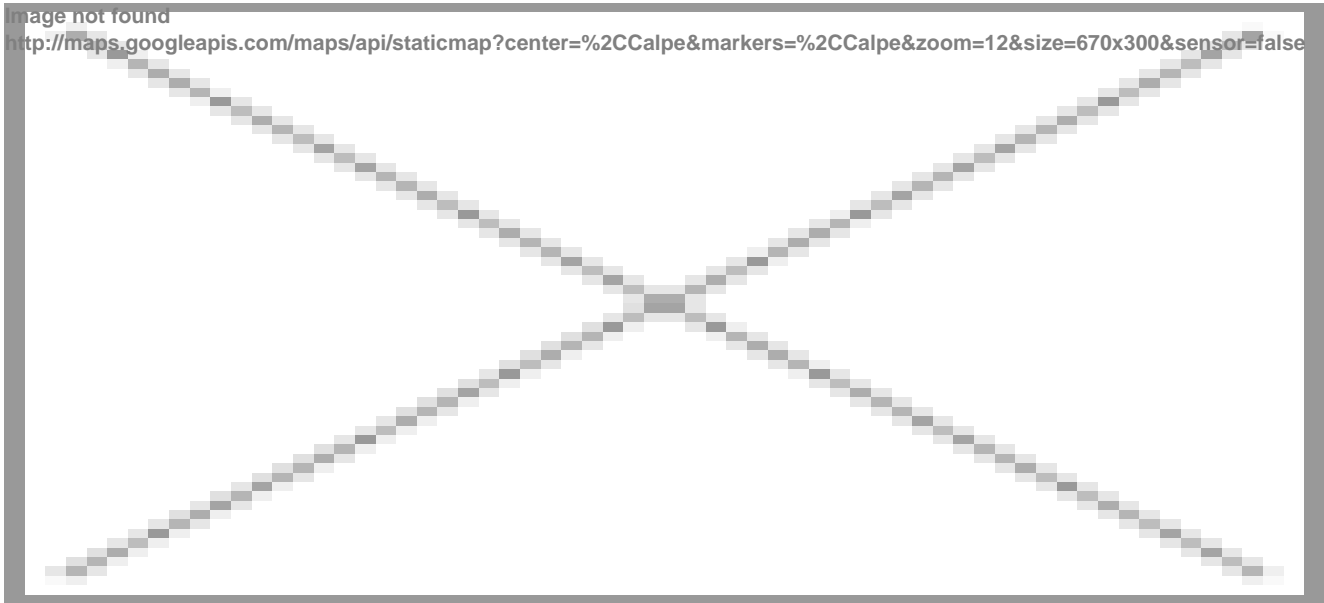 Image not found
http://maps.googleapis.com/maps/api/staticmap?center=%2CCalpe&markers=%2CCalpe&zoom=12&size=670x300&sensor=false